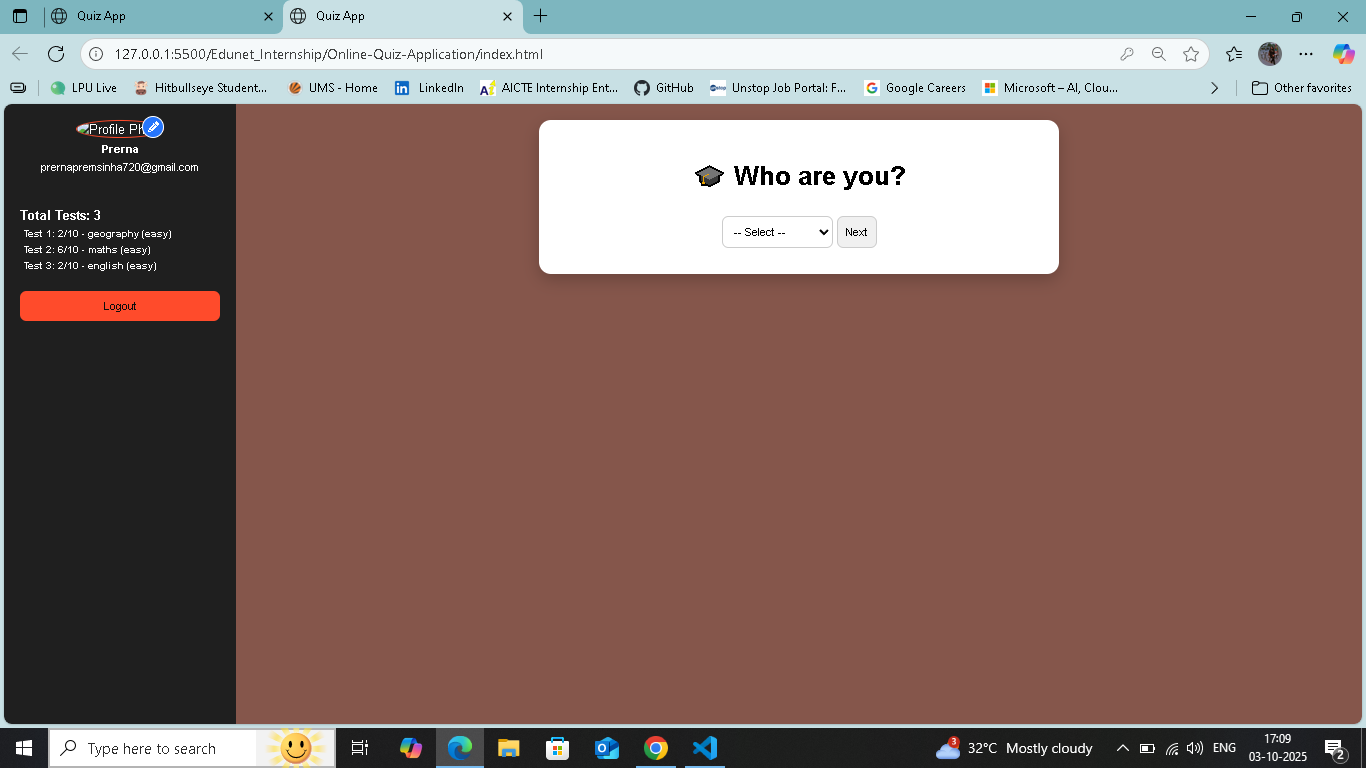 Quiz App
Quiz App
127.0.0.1:5500/Edunet_Internship/Online-Quiz-Application/index.html
LPU Live
Hitbullseye Student...
UMS - Home
LinkedIn
AICTE Internship Ent...
GitHub
Unstop Job Portal: F...
Google Careers
Microsoft – AI, Clou...
Other favorites
Profile Ph
Prerna
prernapremsinha720@gmail.com
Total Tests: 3
Test 1: 2/10 - geography (easy)
Test 2: 6/10 - maths (easy)
Test 3: 2/10 - english (easy)
Logout
🎓 Who are you?
-- Select --
Next
Type here to search
3
32°C Mostly cloudy
ENG
17:09
03-10-2025
2